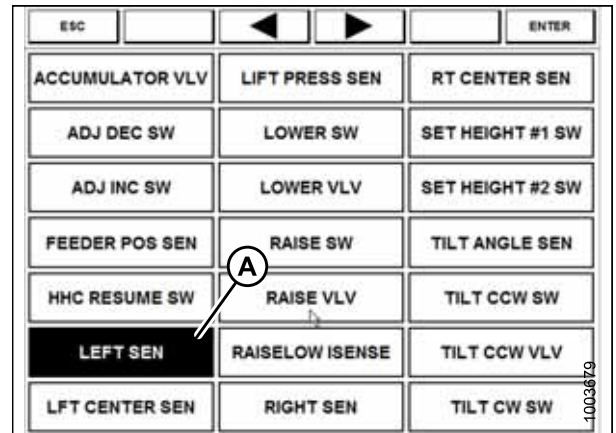 ESC ENTER
ACCUMULATOR VLV LIFT PRESS SEN RT CENTER SEN
ADJ DEC SW LOWER SW SET HEIGHT #1 SW
ADJ INC SW LOWER VLV SET HEIGHT #2 SW
FEEDER POS SEN RAISE SW TILT ANGLE SEN
A
HHC RESUME SW RAISE VLV TILT CCW SW
LEFT SEN RAISELOW ISENSE TILT CCW VLV
LFT CENTER SEN RIGHT SEN TILT CW SW
1003679